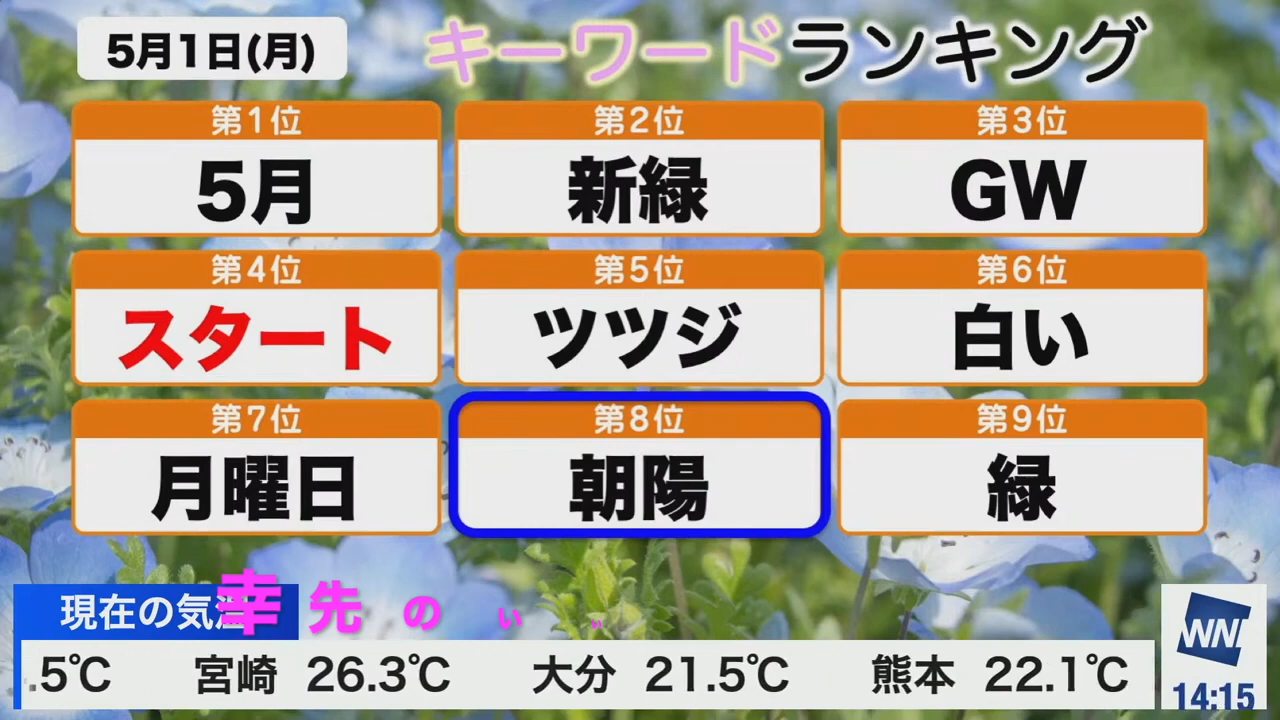 5月1日(月)
キーワードランキング
第1位
5月
第2位
新緑
第3位
GW
第4位
スタート
第5位
ツツジ
第6位
白い
第7位
月曜日
第8位
朝陽
第9位
緑
現在の気温
幸先のいい
.5℃ 宮崎 26.3℃ 大分 21.5℃ 熊本 22.1℃
WNI
14:15